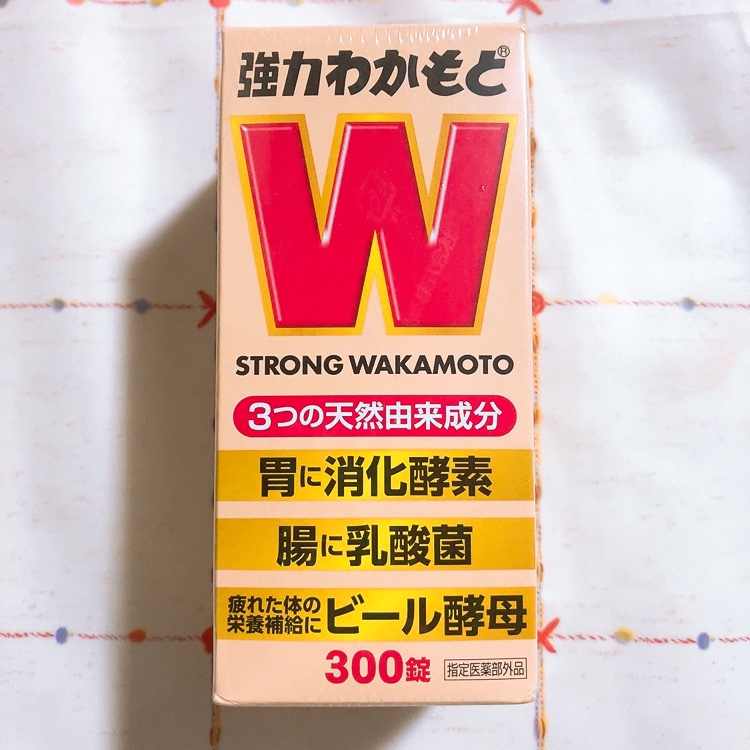 強力わかもと®
W
STRONG WAKAMOTO
3つの天然由来成分
胃に消化酵素
腸に乳酸菌
疲れた体の
栄養補給に
ビール酵母
300錠
指定医薬部外品